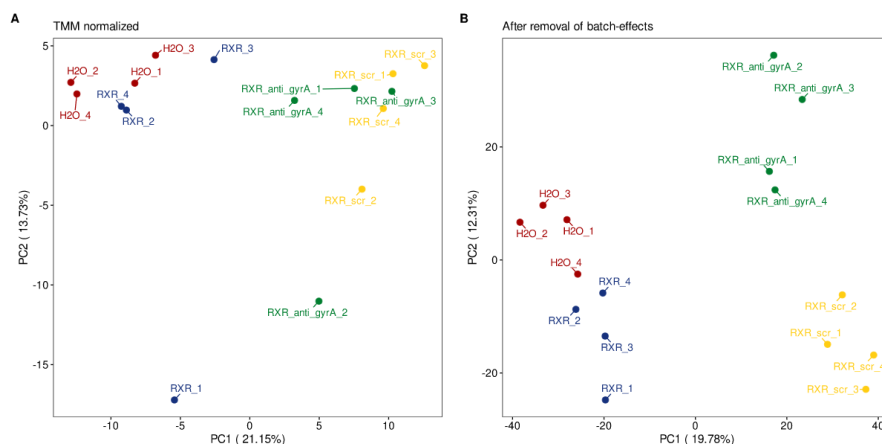 A
TMM normalized
H2O_3
RXR_3
RXR_scr_3
H2O_2
H2O_1
RXR_scr_1
RXR_4
RXR_anti_gyrA_1
RXR_anti_gyrA_3
H2O_4
RXR_2
RXR_anti_gyrA_4
RXR_scr_4
RXR_scr_2
RXR_anti_gyrA_2
RXR_1
5
0
-5
-10
-15
PC2 ( 13.73%)
-10
-5
0
5
10
PC1 ( 21.15%)
B
After removal of batch-effects
RXR_anti_gyrA_2
RXR_anti_gyrA_3
RXR_anti_gyrA_1
RXR_anti_gyrA_4
H2O_3
H2O_2
H2O_1
H2O_4
RXR_4
RXR_2
RXR_3
RXR_1
RXR_scr_2
RXR_scr_1
RXR_scr_4
RXR_scr_3
20
0
-20
PC2 ( 12.31%)
-40
-20
0
20
40
PC1 ( 19.78%)